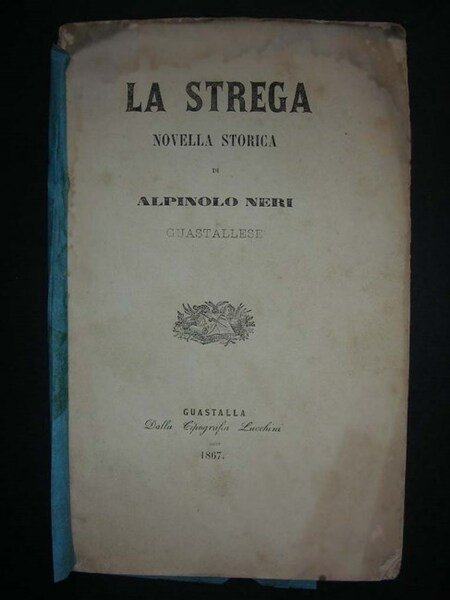 LA STREGA
NOVELLA STORICA
DI
ALPINOLO NERI
GUASTALLESE
GUASTALLA
Dalla Tipografia Lucchini
1867.